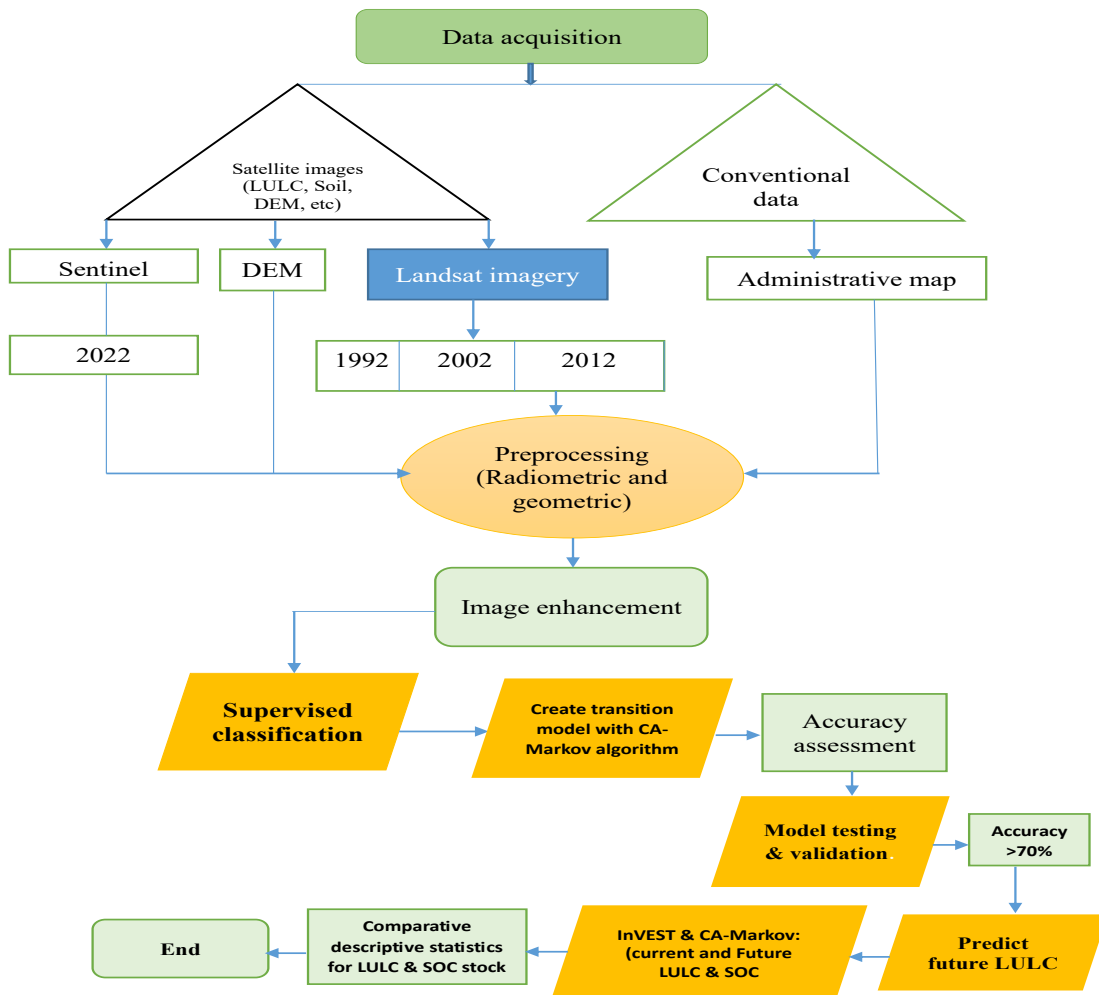 Data acquisition
Satellite images
(LULC, Soil,
DEM, etc)
Conventional
data
Sentinel
DEM
Landsat imagery
Administrative map
2022
1992
2002
2012
Preprocessing
(Radiometric and
geometric)
Image enhancement
Supervised
classification
Create transition
model with CA-
Markov algorithm
Accuracy
assessment
Model testing
& validation.
Accuracy
>70%
Predict
future LULC
InVEST & CA-Markov:
(current and Future
LULC & SOC
Comparative
descriptive statistics
for LULC & SOC stock
End